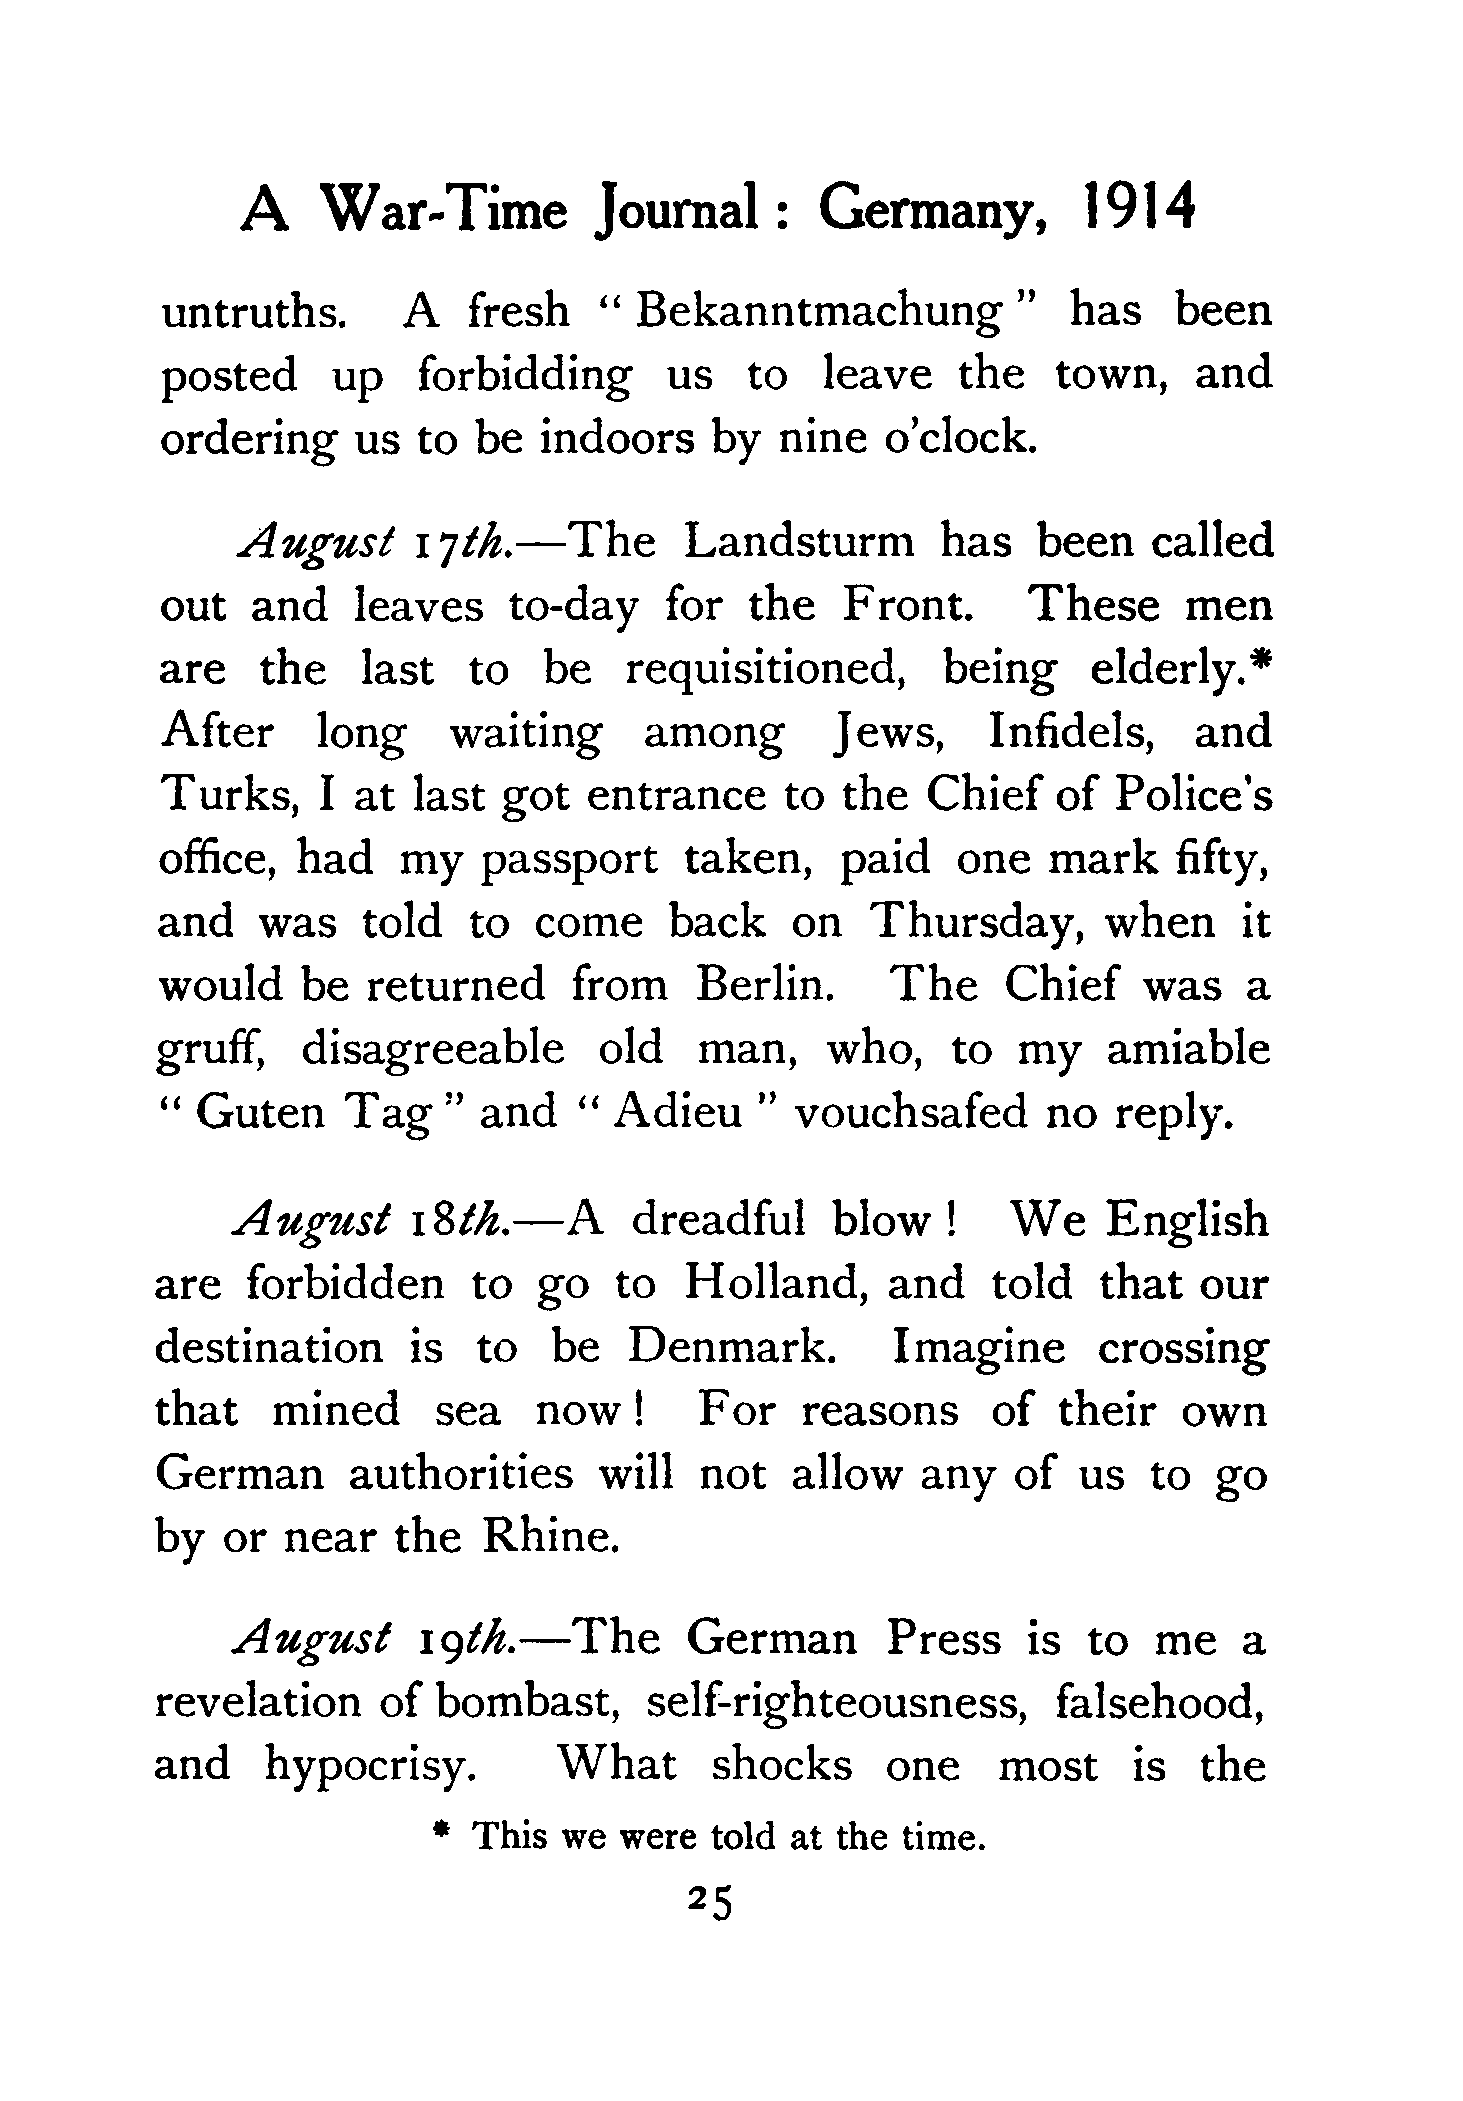 A War-Time Journal : Germany, 1914
untruths. A fresh “ Bekanntmachung ” has been
posted up forbidding us to leave the town, and
ordering us to be indoors by nine o’clock.
August 17th.—The Landsturm has been called
out and leaves to-day for the Front. These men
are the last to be requisitioned, being elderly.*
After long waiting among Jews, Infidels, and
Turks, I at last got entrance to the Chief of Police’s
office, had my passport taken, paid one mark fifty,
and was told to come back on Thursday, when it
would be returned from Berlin. The Chief was a
gruff, disagreeable old man, who, to my amiable
“ Guten Tag ” and “ Adieu ” vouchsafed no reply.
August 18th.—A dreadful blow ! We English
are forbidden to go to Holland, and told that our
destination is to be Denmark. Imagine crossing
that mined sea now ! For reasons of their own
German authorities will not allow any of us to go
by or near the Rhine.
August 19th.—The German Press is to me a
revelation of bombast, self-righteousness, falsehood,
and hypocrisy. What shocks one most is the
* This we were told at the time.
25